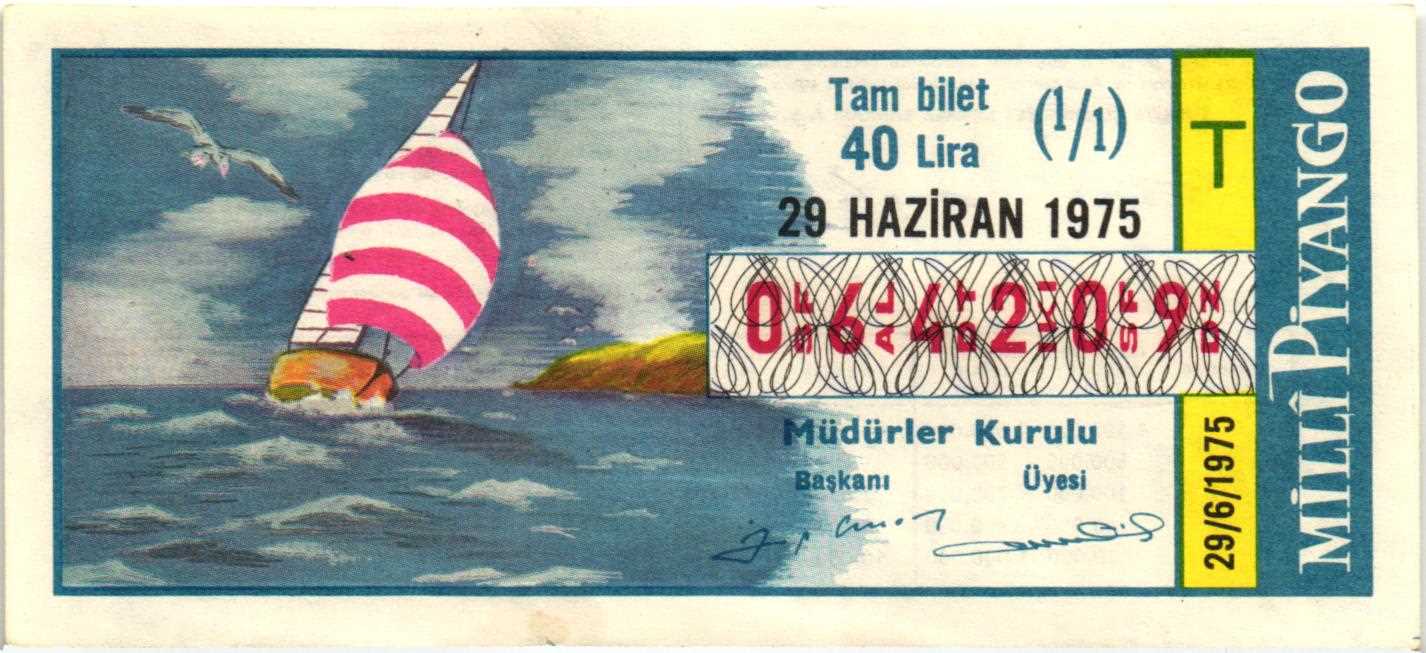 Tam bilet
40 Lira
(1/1)
29 HAZİRAN 1975
T
064209
Müdürler Kurulu
Başkanı
Üyesi
29/6/1975
MİLLÎ PİYANGO